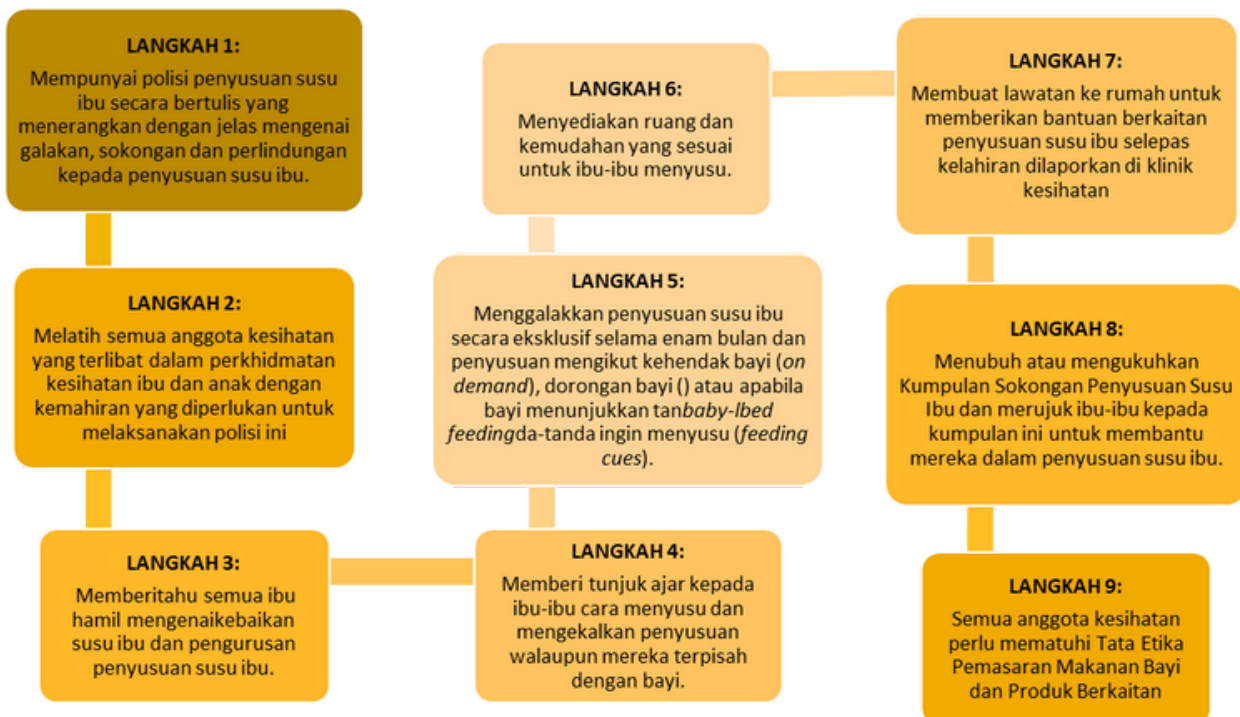 LANGKAH 1:
Mempunyai polisi penyusuan susu
ibu secara bertulis yang
menerangkan dengan jelas mengenai
galakan, sokongan dan perlindungan
kepada penyusuan susu ibu.
LANGKAH 2:
Melatih semua anggota kesihatan
yang terlibat dalam perkhidmatan
kesihatan ibu dan anak dengan
kemahiran yang diperlukan untuk
melaksanakan polisi ini
LANGKAH 3:
Memberitahu semua ibu
hamil mengenaikebaikan
susu ibu dan pengurusan
penyusuan susu ibu.
LANGKAH 4:
Memberi tunjuk ajar kepada
ibu-ibu cara menyusu dan
mengekalkan penyusuan
walaupun mereka terpisah
dengan bayi.
LANGKAH 5:
Menggalakkan penyusuan susu ibu
secara eksklusif selama enam bulan dan
penyusuan mengikut kehendak bayi (on
demand), dorongan bayi () atau apabila
bayi menunjukkan tanbaby-lbed
feedingda-tanda ingin menyusu (feeding
cues).
LANGKAH 6:
Menyediakan ruang dan
kemudahan yang sesuai
untuk ibu-ibu menyusu.
LANGKAH 7:
Membuat lawatan ke rumah untuk
memberikan bantuan berkaitan
penyusuan susu ibu selepas
kelahiran dilaporkan di klinik
kesihatan
LANGKAH 8:
Menubuh atau mengukuhkan
Kumpulan Sokongan Penyusuan Susu
Ibu dan merujuk ibu-ibu kepada
kumpulan ini untuk membantu
mereka dalam penyusuan susu ibu.
LANGKAH 9:
Semua anggota kesihatan
perlu mematuhi Tata Etika
Pemasaran Makanan Bayi
dan Produk Berkaitan